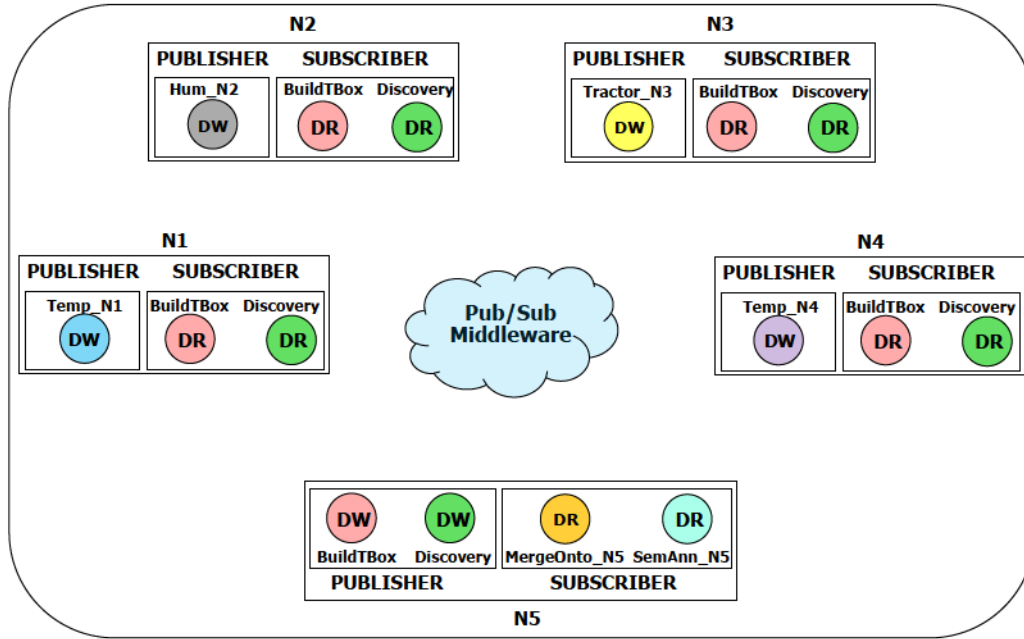 N2
PUBLISHER SUBSCRIBER
Hum_N2 BuildTBox Discovery
DW DR DR
N3
PUBLISHER SUBSCRIBER
Tractor_N3 BuildTBox Discovery
DW DR DR
N1
PUBLISHER SUBSCRIBER
Temp_N1 BuildTBox Discovery
DW DR DR
Pub/Sub
Middleware
N4
PUBLISHER SUBSCRIBER
Temp_N4 BuildTBox Discovery
DW DR DR
DW DW DR DR
BuildTBox Discovery MergeOnto_N5 SemAnn_N5
PUBLISHER SUBSCRIBER
N5